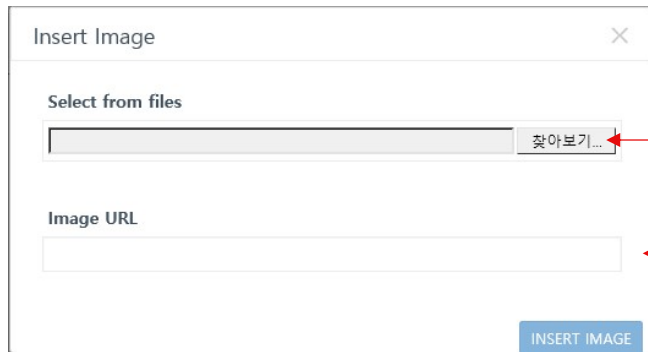 Insert Image
Select from files
찾아보기...
Image URL
INSERT IMAGE